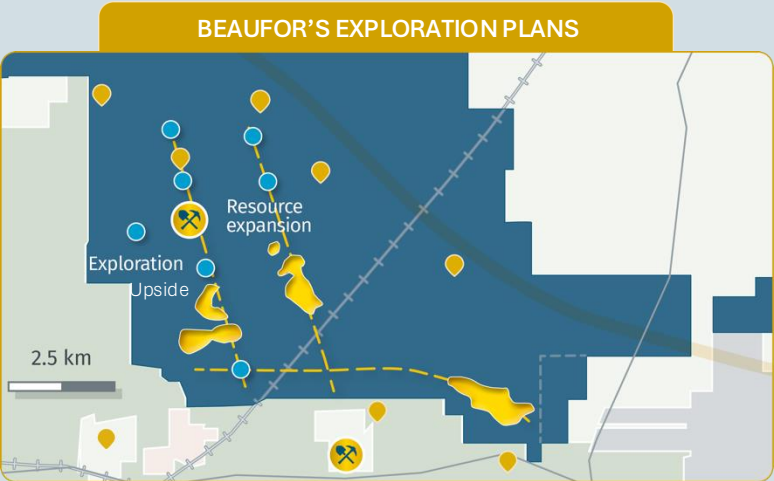 BEAUFOR'S EXPLORATION PLANS
Resource
expansion
Exploration
Upside
2.5 km